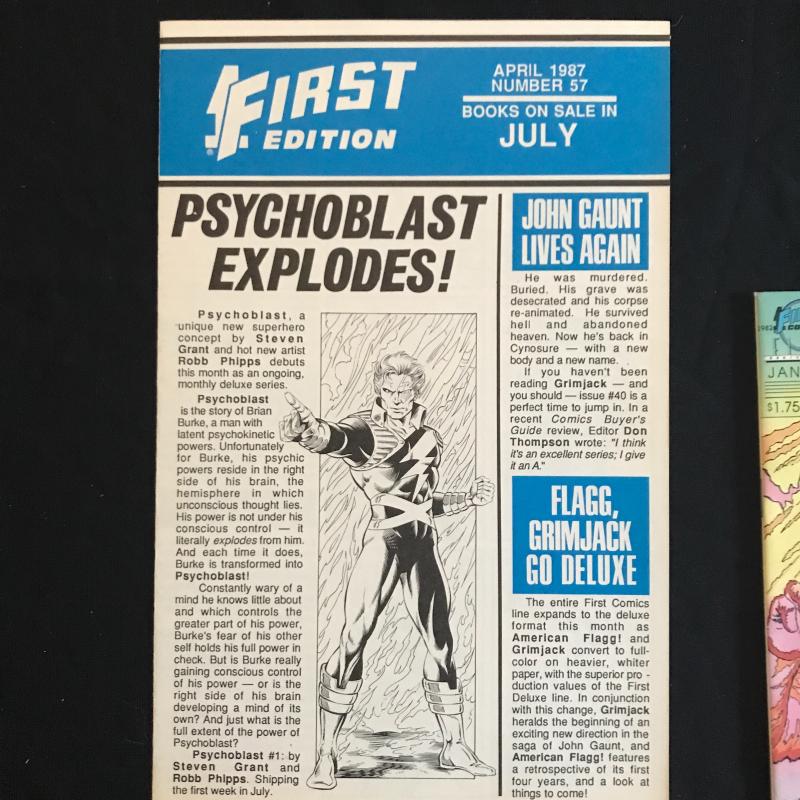 FIRST
EDITION
®
APRIL 1987
NUMBER 57
BOOKS ON SALE IN
JULY
PSYCHOBLAST
EXPLODES!
Psychoblast, a
unique new superhero
concept by Steven
Grant and hot new artist
Robb Phipps debuts
this month as an ongoing,
monthly deluxe series.
Psychoblast
is the story of Brian
Burke, a man with
latent psychokinetic
powers. Unfortunately
for Burke, his psychic
powers reside in the right
side of his brain, the
hemisphere in which
unconscious thought lies.
His power is not under his
conscious control — it
literally explodes from him.
And each time it does,
Burke is transformed into
Psychoblast!
Constantly wary of a
mind he knows little about
and which controls the
greater part of his power,
Burke's fear of his other
self holds his full power in
check. But is Burke really
gaining conscious control
of his power — or is the
right side of his brain
developing a mind of its
own? And just what is the
full extent of the power of
Psychoblast?
Psychoblast #1: by
Steven Grant and
Robb Phipps. Shipping
the first week in July.
JOHN GAUNT
LIVES AGAIN
He was murdered.
Buried. His grave was
desecrated and his corpse
re-animated. He survived
hell and abandoned
heaven. Now he's back in
Cynosure — with a new
body and a new name.
If you haven't been
reading Grimjack — and
you should — issue #40 is a
perfect time to jump in. In a
recent Comics Buyer's
Guide review, Editor Don
Thompson wrote: "I think
it's an excellent series; I give
it an A."
FLAGG,
GRIMJACK
GO DELUXE
The entire First Comics
line expands to the deluxe
format this month as
American Flagg! and
Grimjack convert to full-
color on heavier, whiter
paper, with the superior pro -
duction values of the First
Deluxe line. In conjunction
with this change, Grimjack
heralds the beginning of an
exciting new direction in the
saga of John Gaunt, and
American Flagg! features
a retrospective of its first
four years, and a look at
things to come!
JAN
$1.75